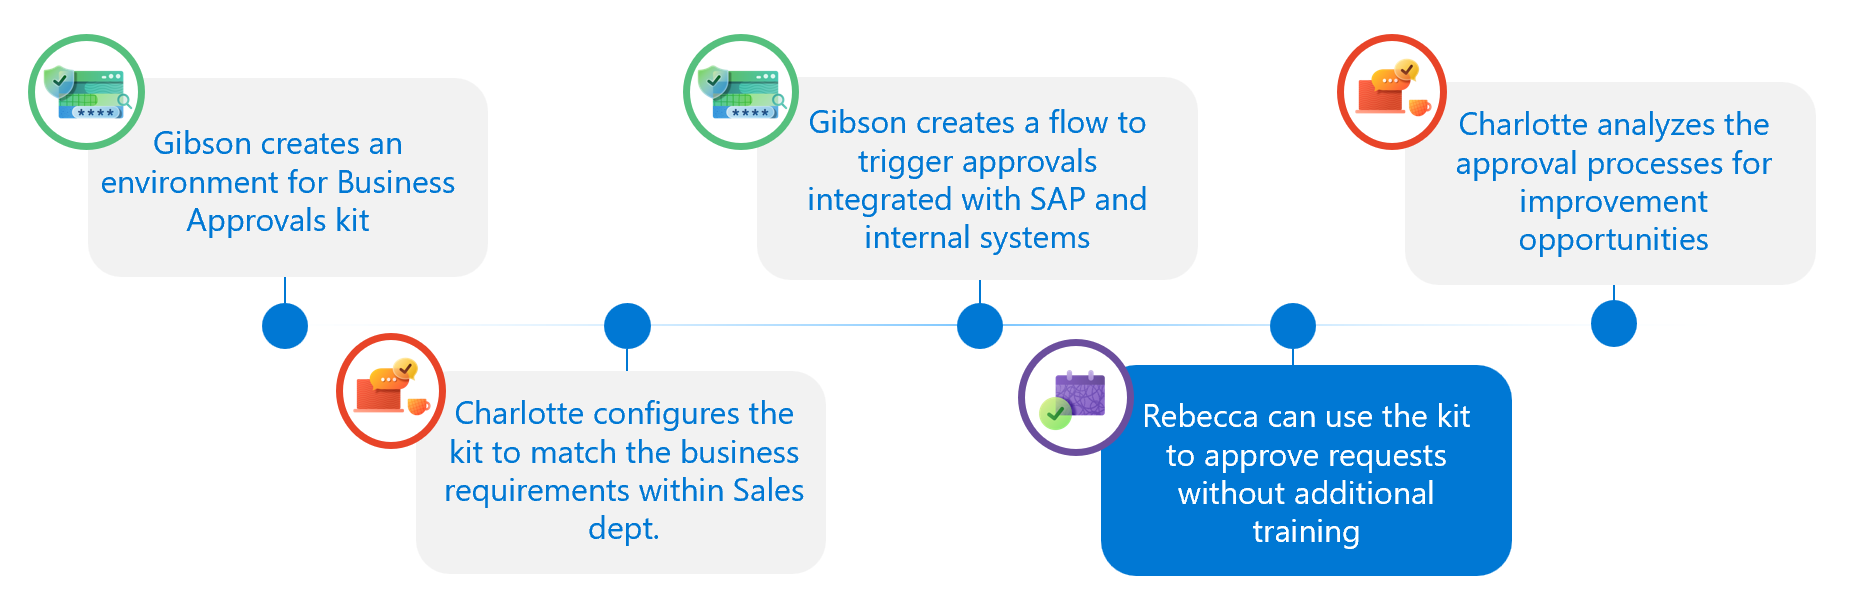 Gibson creates an
environment for Business
Approvals kit
Charlotte configures the
kit to match the business
requirements within Sales
dept.
Gibson creates a flow to
trigger approvals
integrated with SAP and
internal systems
Rebecca can use the kit
to approve requests
without additional
training
Charlotte analyzes the
approval processes for
improvement
opportunities